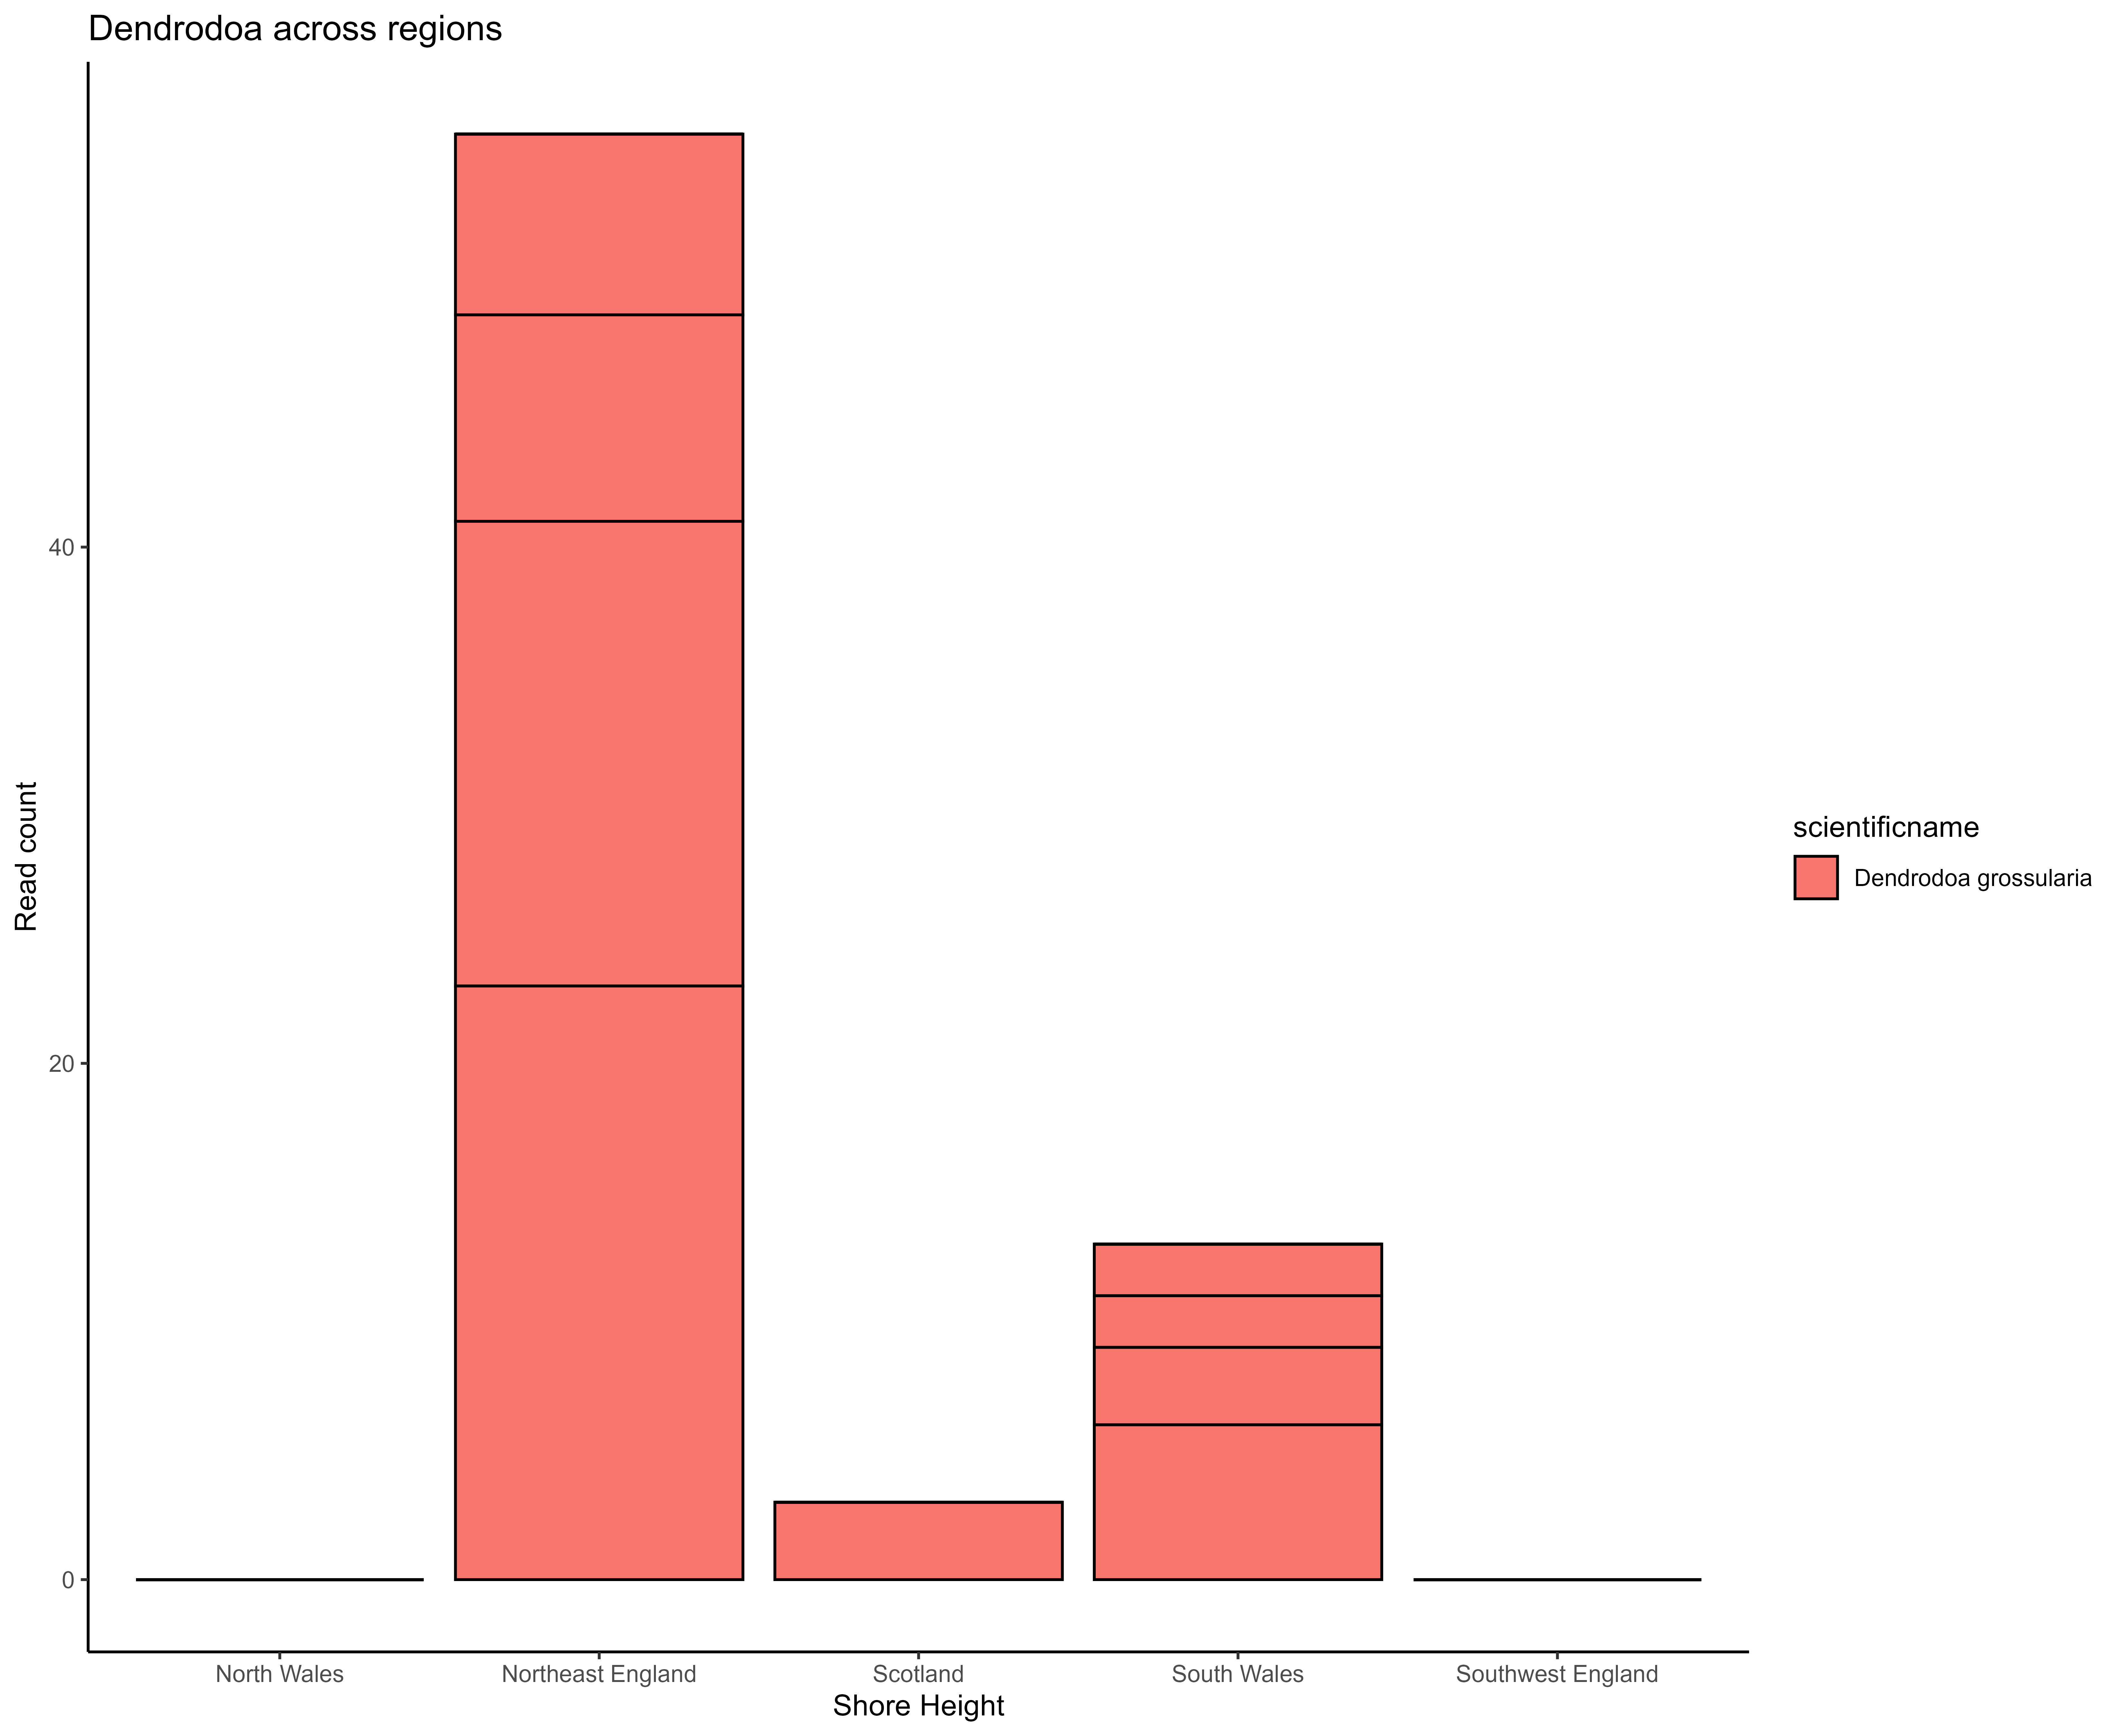 Dendrodoa across regions
Read count
40
20
0
North Wales
Northeast England
Scotland
South Wales
Southwest England
Shore Height
scientificname
Dendrodoa grossularia